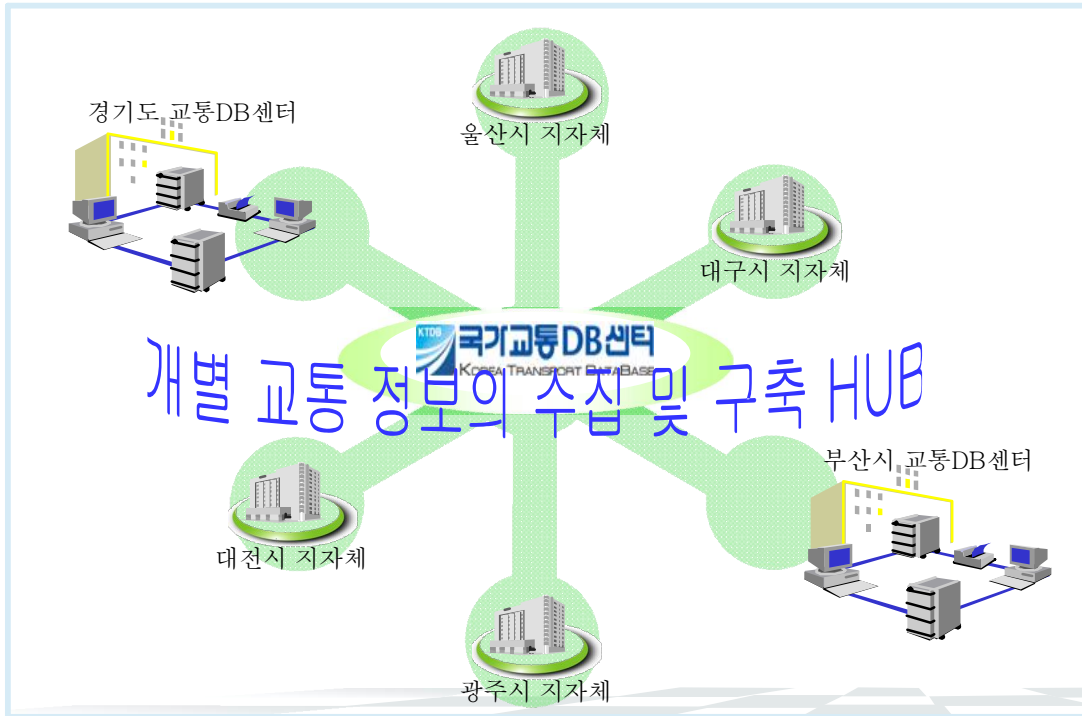 울산시 지자체
경기도 교통DB센터
대구시 지자체
KTDB
국가교통DB센터
KOREA TRANSPORT DATABASE
개별 교통 정보의 수집 및 구축 HUB
부산시 교통DB센터
대전시 지자체
광주시 지자체